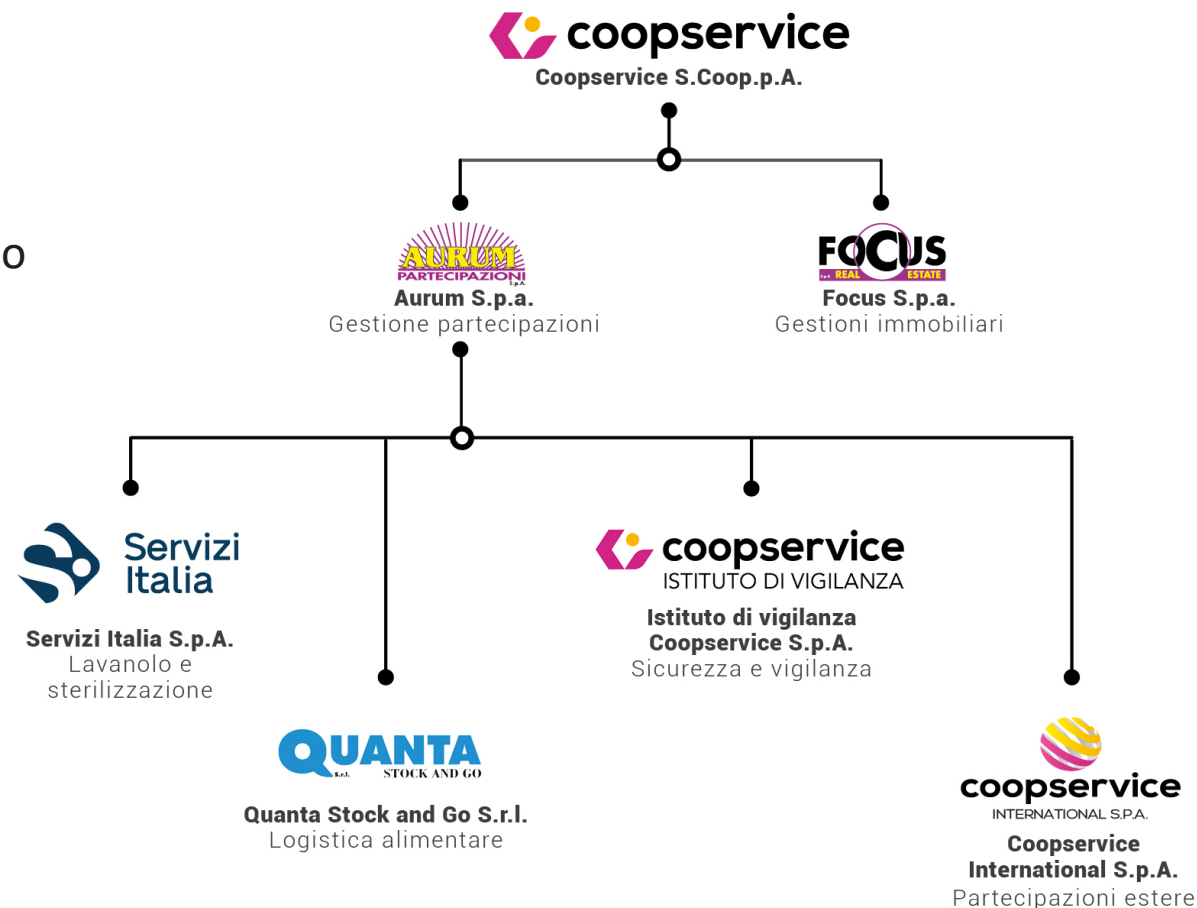 coopservice
Coopservice S.Coop.p.A.
o
AURUM
PARTECIPAZIONI
S.p.A.
Aurum S.p.a.
Gestione partecipazioni
FOCUS
s.p.a. REAL ESTATE
Focus S.p.a.
Gestioni immobiliari
Servizi
Italia
Servizi Italia S.p.A.
Lavanolo e
sterilizzazione
coopservice
ISTITUTO DI VIGILANZA
Istituto di vigilanza
Coopservice S.p.A.
Sicurezza e vigilanza
QUANTA
S.r.l. STOCK AND GO
Quanta Stock and Go S.r.l.
Logistica alimentare
coopservice
INTERNATIONAL S.P.A.
Coopservice
International S.p.A.
Partecipazioni estere